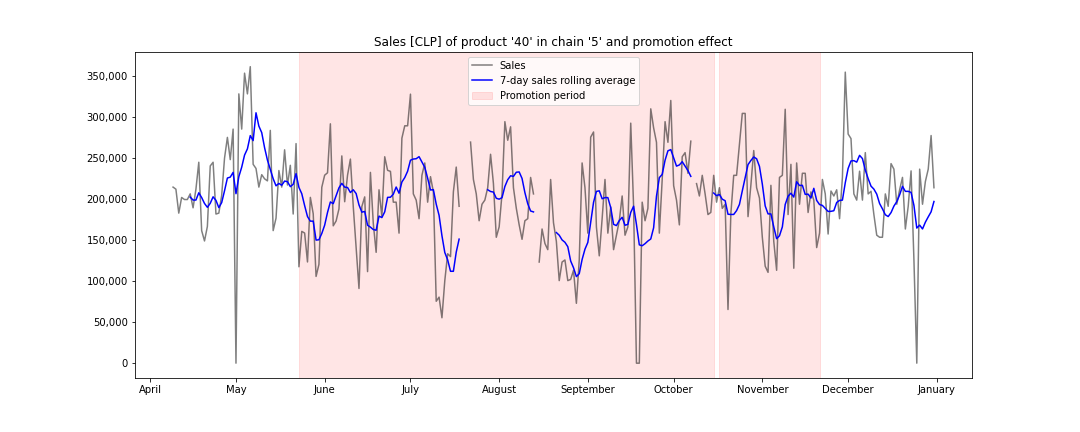 Sales [CLP] of product '40' in chain '5' and promotion effect
Sales
7-day sales rolling average
Promotion period
350,000
300,000
250,000
200,000
150,000
100,000
50,000
0
April May June July August September October November December January